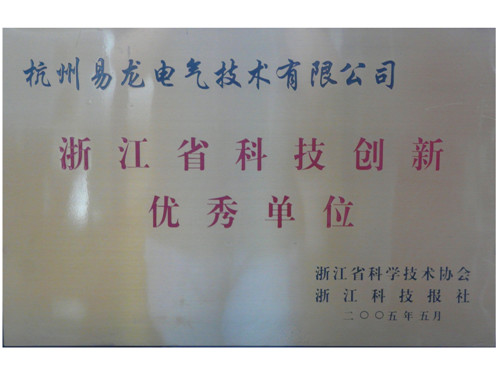 杭州易龙电气技术有限公司
浙江省科技创新
优秀单位
浙江省科学技术协会
浙江科技报社
二〇〇五年五月